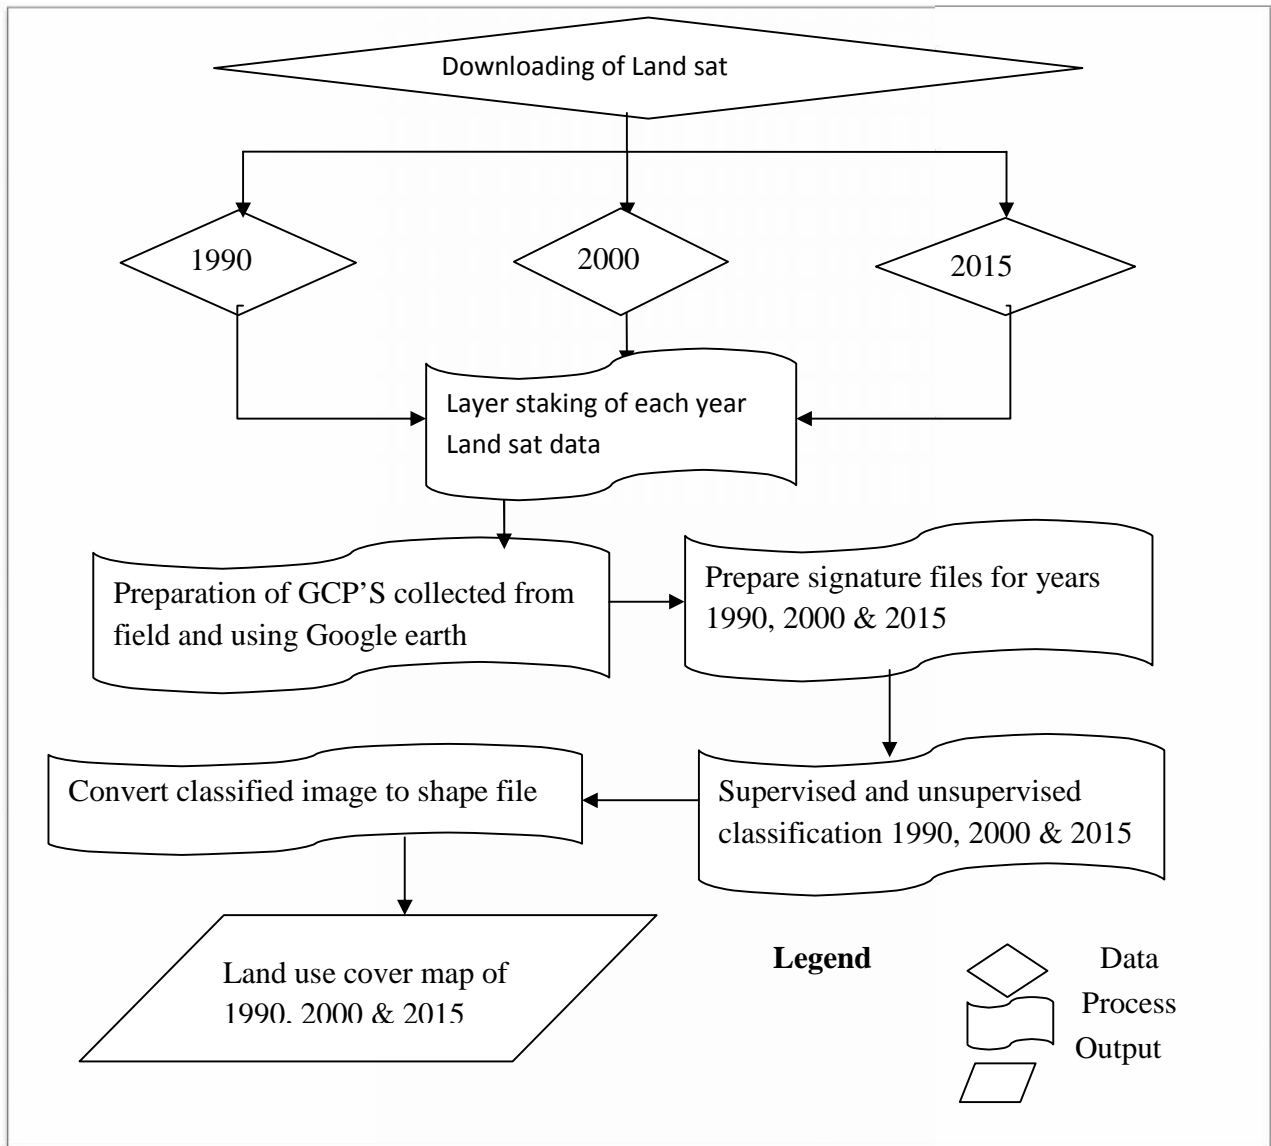 Downloading of Land sat
1990
2000
2015
Layer staking of each year
Land sat data
Preparation of GCP’S collected from
field and using Google earth
Prepare signature files for years
1990, 2000 & 2015
Supervised and unsupervised
classification 1990, 2000 & 2015
Convert classified image to shape file
Land use cover map of
1990, 2000 & 2015
Legend
Data
Process
Output